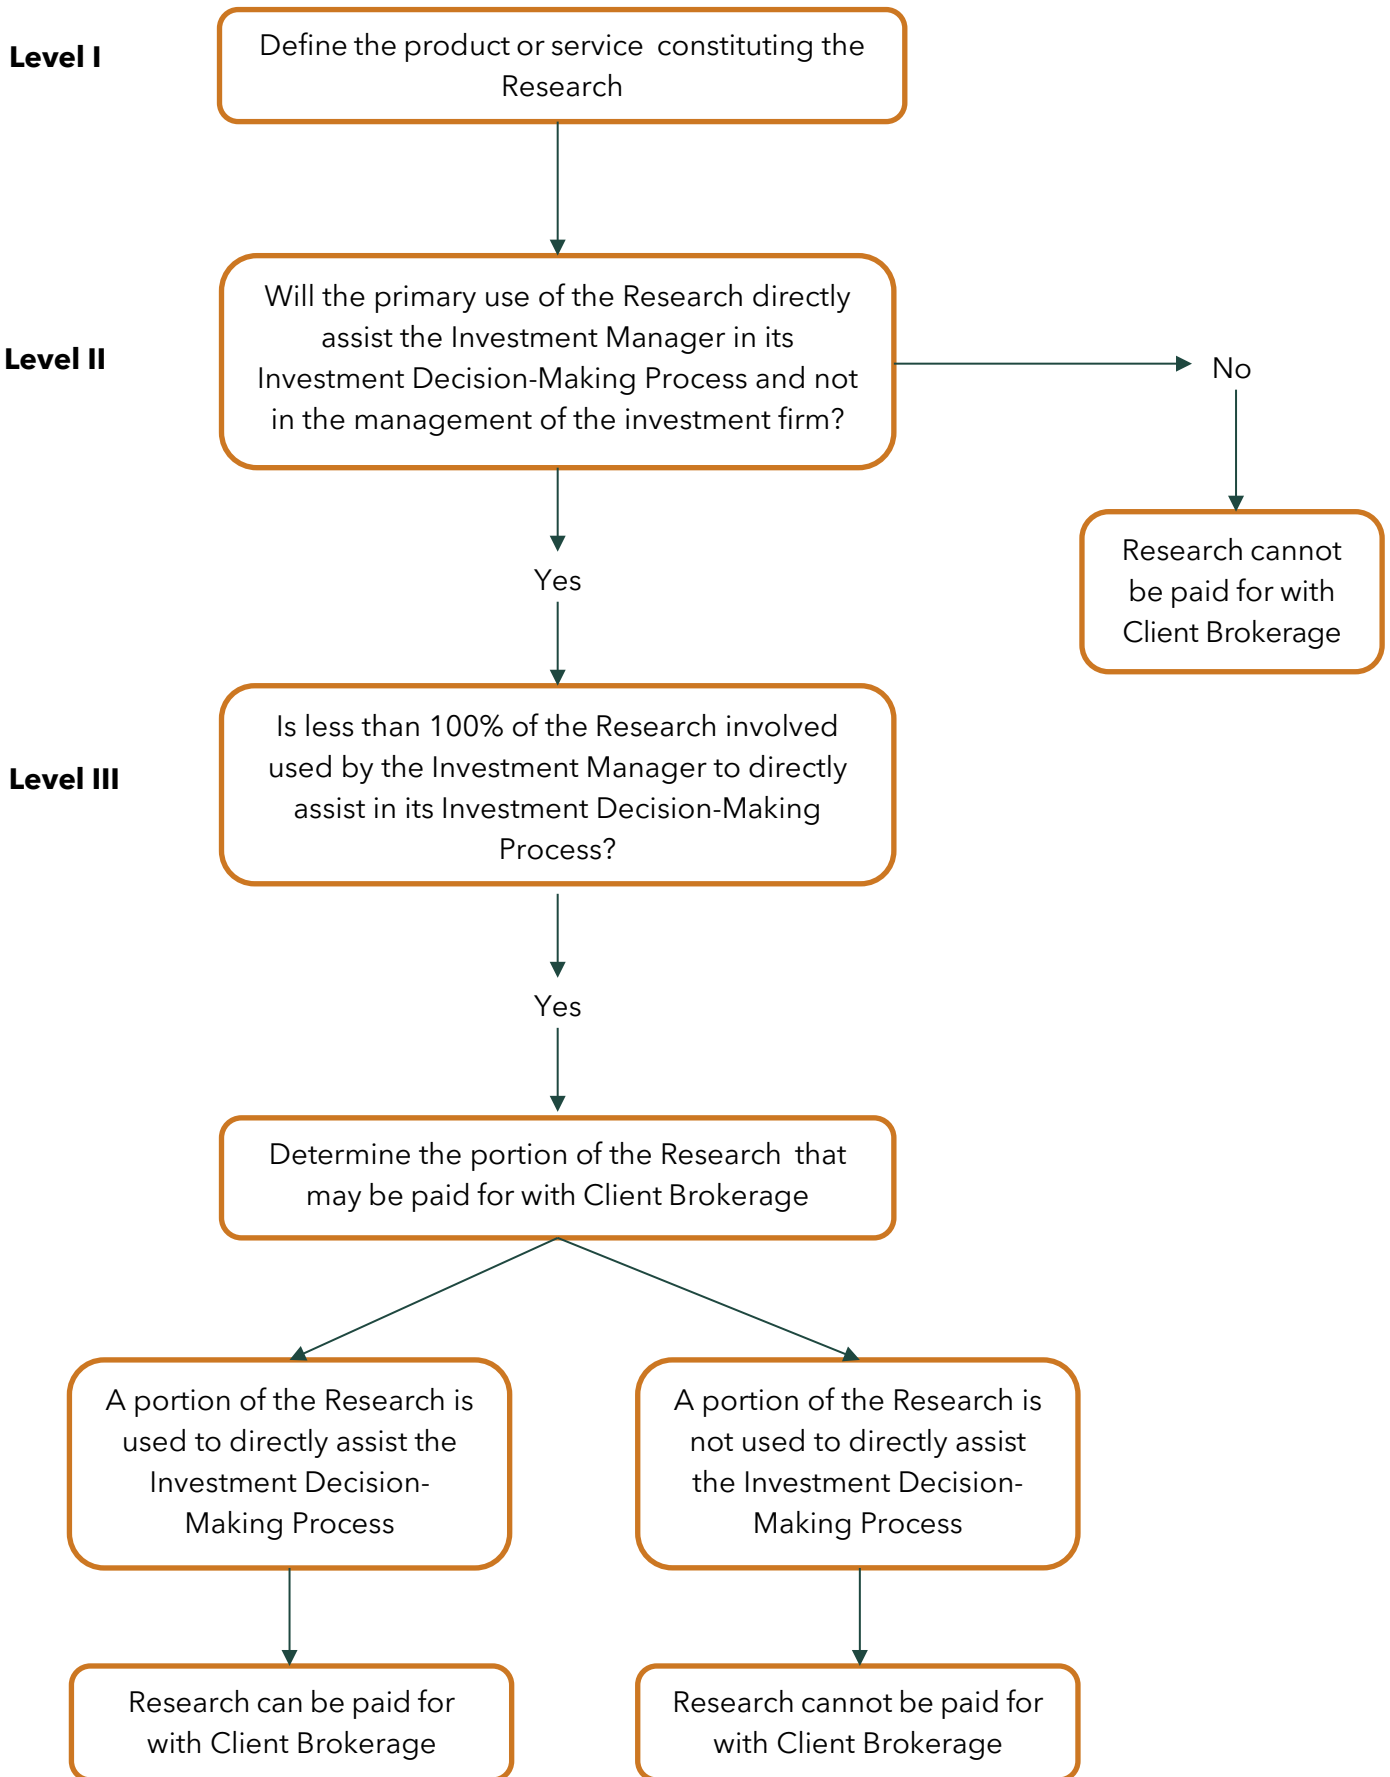 Level I
Define the product or service constituting the
Research
Level II
Will the primary use of the Research directly
assist the Investment Manager in its
Investment Decision-Making Process and not
in the management of the investment firm?
No
Research cannot
be paid for with
Client Brokerage
Yes
Level III
Is less than 100% of the Research involved
used by the Investment Manager to directly
assist in its Investment Decision-Making
Process?
Yes
Determine the portion of the Research that
may be paid for with Client Brokerage
A portion of the Research is
used to directly assist the
Investment Decision-
Making Process
A portion of the Research is
not used to directly assist
the Investment Decision-
Making Process
Research can be paid for
with Client Brokerage
Research cannot be paid for
with Client Brokerage